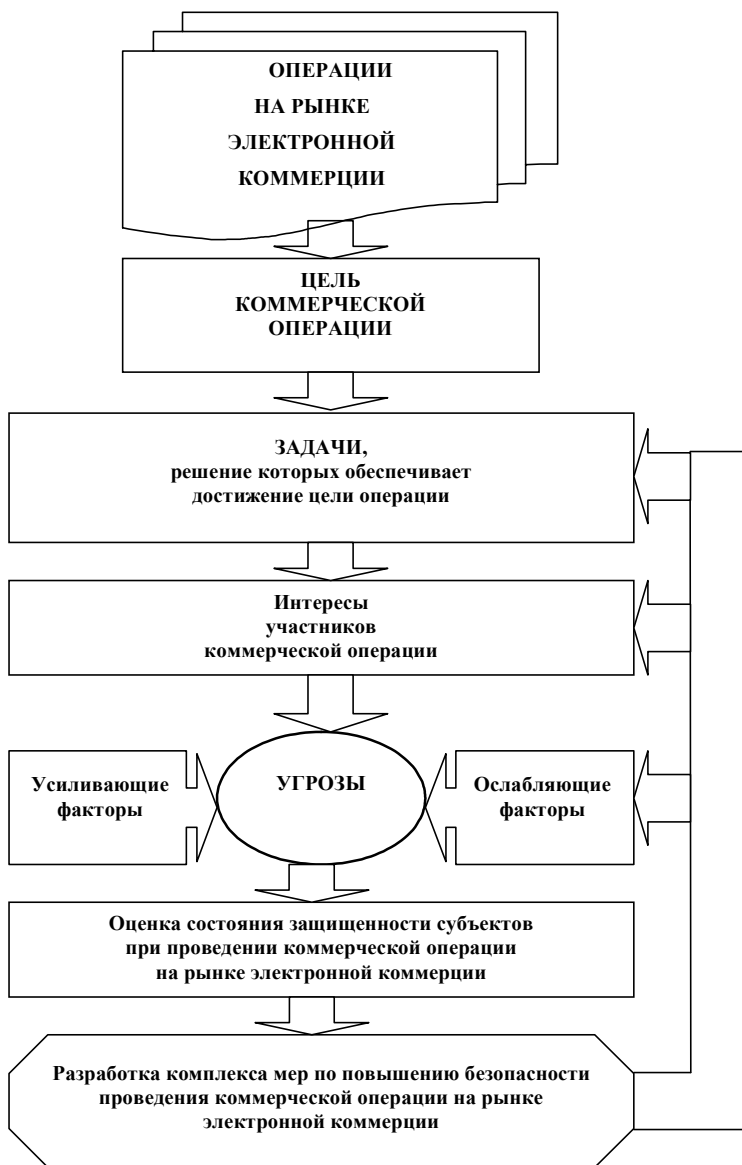 ОПЕРАЦИИ
НА РЫНКЕ
ЭЛЕКТРОННОЙ
КОММЕРЦИИ
ЦЕЛЬ
КОММЕРЧЕСКОЙ
ОПЕРАЦИИ
ЗАДАЧИ,
решение которых обеспечивает
достижение цели операции
Интересы
участников
коммерческой операции
Усиливающие
факторы
УГРОЗЫ
Ослабляющие
факторы
Оценка состояния защищенности субъектов
при проведении коммерческой операции
на рынке электронной коммерции
Разработка комплекса мер по повышению безопасности
проведения коммерческой операции на рынке
электронной коммерции